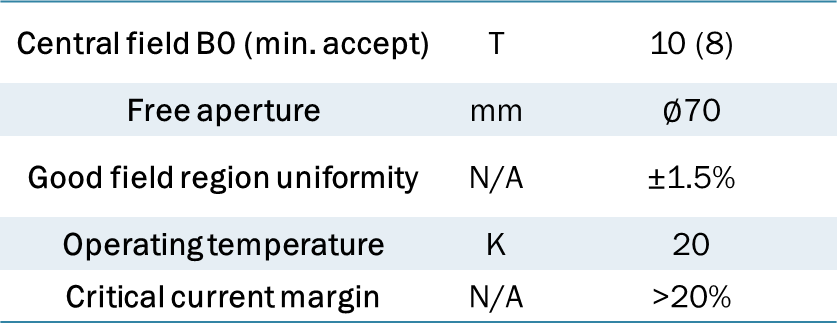 Central field B0 (min. accept) T 10 (8)
Free aperture mm Ø70
Good field region uniformity N/A ±1.5%
Operating temperature K 20
Critical current margin N/A >20%